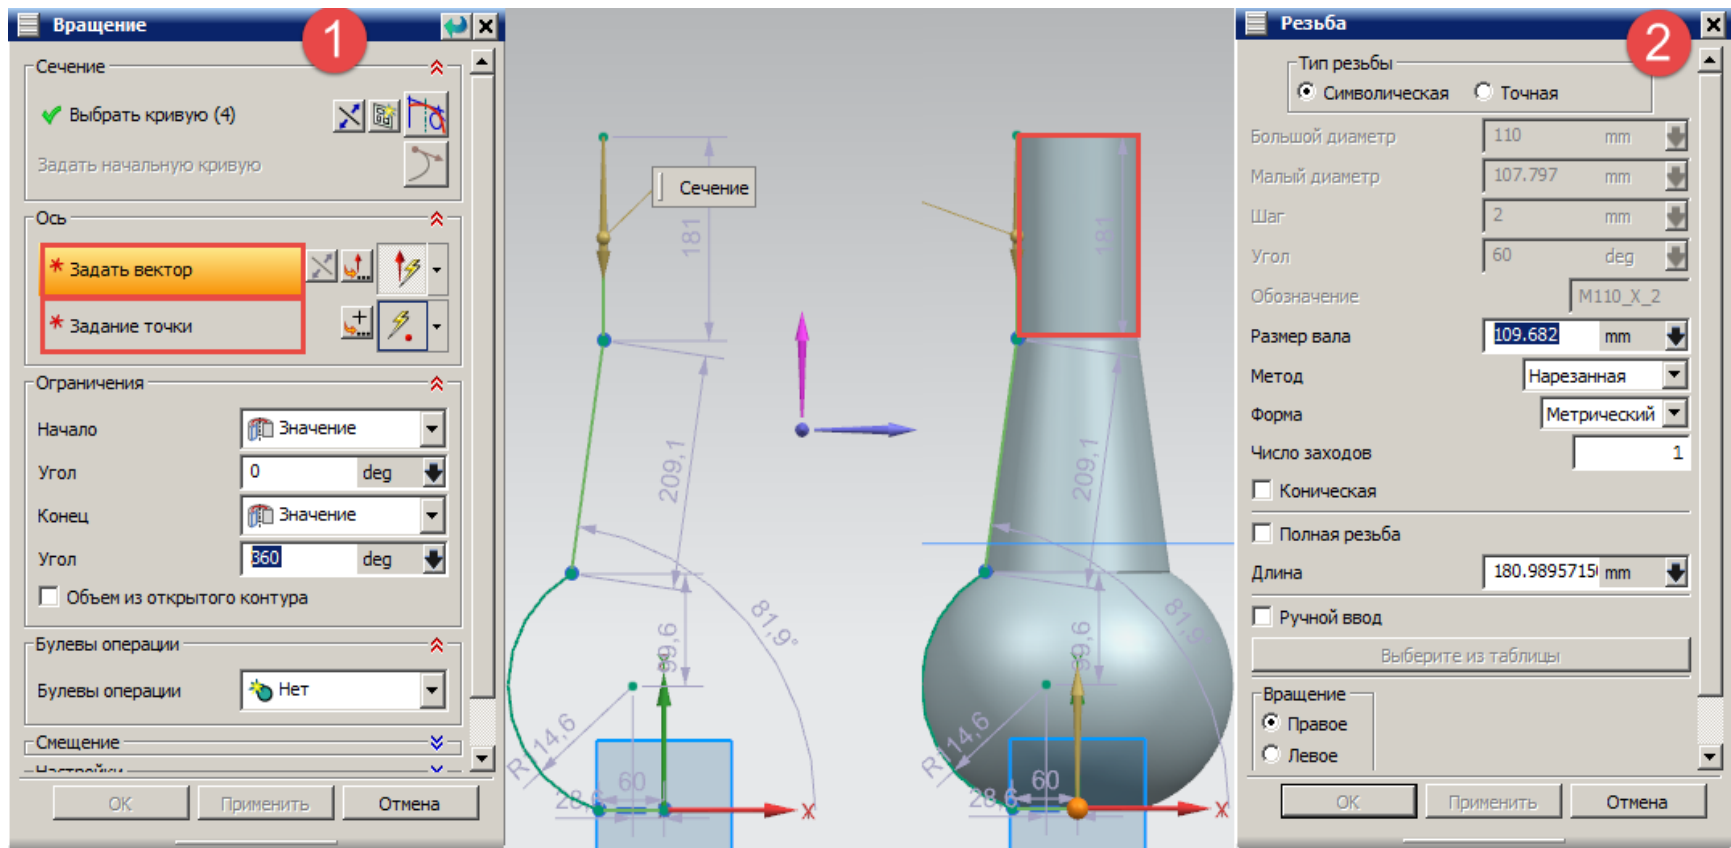 Вращение
1
Сечение
Выбрать кривую (4)
Задать начальную кривую
Ось
* Задать вектор
* Задание точки
Ограничения
Начало
Значение
Угол
0
deg
Конец
Значение
Угол
360
deg
Объем из открытого контура
Булевы операции
Булевы операции
Нет
Смещение
Настройки
ОК
Применить
Отмена
Сечение
181
209,1
81,9°
99,6
Y
R114,6
60
28,6
X
181
209,1
81,9°
99,6
R114,6
60
28,6
X
Резьба
2
Тип резьбы
Символическая
Точная
Большой диаметр
110
mm
Малый диаметр
107.797
mm
Шаг
2
mm
Угол
60
deg
Обозначение
M110_X_2
Размер вала
109.682
mm
Метод
Нарезанная
Форма
Метрический
Число заходов
1
Коническая
Полная резьба
Длина
180.9895715
mm
Ручной ввод
Выберите из таблицы
Вращение
Правое
Левое
ОК
Применить
Отмена